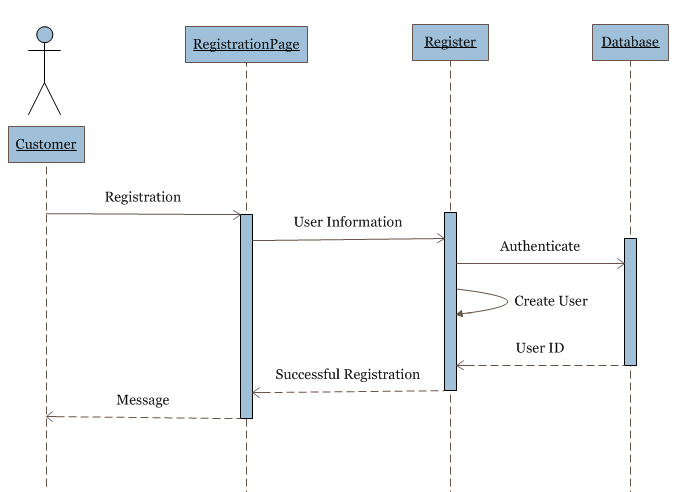 RegistrationPage
Register
Database
Customer
Registration
User Information
Authenticate
Create User
User ID
Successful Registration
Message